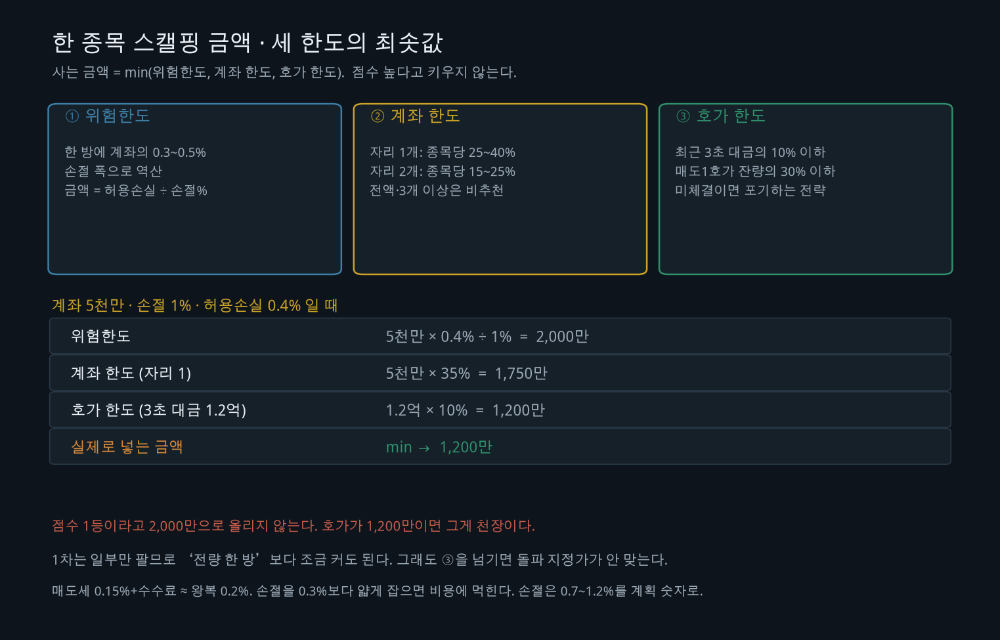 한 종목 스캘핑 금액 · 세 한도의 최솟값
사는 금액 = min(위험한도, 계좌 한도, 호가 한도).  점수 높다고 키우지 않는다.
① 위험한도
한 방에 계좌의 0.3~0.5%
손절 폭으로 역산
금액 = 허용손실 ÷ 손절%
② 계좌 한도
자리 1개: 종목당 25~40%
자리 2개: 종목당 15~25%
전액·3개 이상은 비추천
③ 호가 한도
최근 3초 대금의 10% 이하
매도1호가 잔량의 30% 이하
미체결이면 포기하는 전략
계좌 5천만 · 손절 1% · 허용손실 0.4% 일 때
위험한도 5천만 × 0.4% ÷ 1%  =  2,000만
계좌 한도 (자리 1) 5천만 × 35%  =  1,750만
호가 한도 (3초 대금 1.2억) 1.2억 × 10%  =  1,200만
실제로 넣는 금액 min →  1,200만
점수 1등이라고 2,000만으로 올리지 않는다. 호가가 1,200만이면 그게 천장이다.
1차는 일부만 팔므로 ‘전량 한 방’ 보다 조금 커도 된다. 그래도 ③을 넘기면 돌파 지정가가 안 맞는다.
매도세 0.15%+수수료 ≈ 왕복 0.2%. 손절을 0.3%보다 얇게 잡으면 비용에 먹힌다. 손절은 0.7~1.2%를 계획 숫자로.